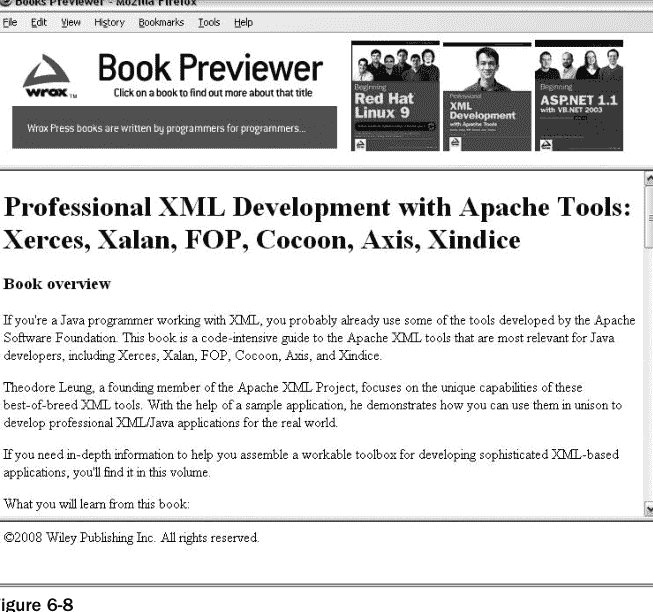 Books Previewer - Mozilla Firefox
File Edit View History Bookmarks Tools Help
wrox TM
Book Previewer
Click on a book to find out more about that title
Wrox Press books are written by programmers for programmers...
Beginning
Red Hat
Linux 9
Professional
XML
Development
with Apache Tools
Beginning
ASP.NET 1.1
with VB.NET 2003
Professional XML Development with Apache Tools:
Xerces, Xalan, FOP, Cocoon, Axis, Xindice
Book overview
If you're a Java programmer working with XML, you probably already use some of the tools developed by the Apache
Software Foundation. This book is a code-intensive guide to the Apache XML tools that are most relevant for Java
developers, including Xerces, Xalan, FOP, Cocoon, Axis, and Xindice.
Theodore Leung, a founding member of the Apache XML Project, focuses on the unique capabilities of these
best-of-breed XML tools. With the help of a sample application, he demonstrates how you can use them in unison to
develop professional XML/Java applications for the real world.
If you need in-depth information to help you assemble a workable toolbox for developing sophisticated XML-based
applications, you'll find it in this volume.
What you will learn from this book:
©2008 Wiley Publishing Inc. All rights reserved.
igure 6-8